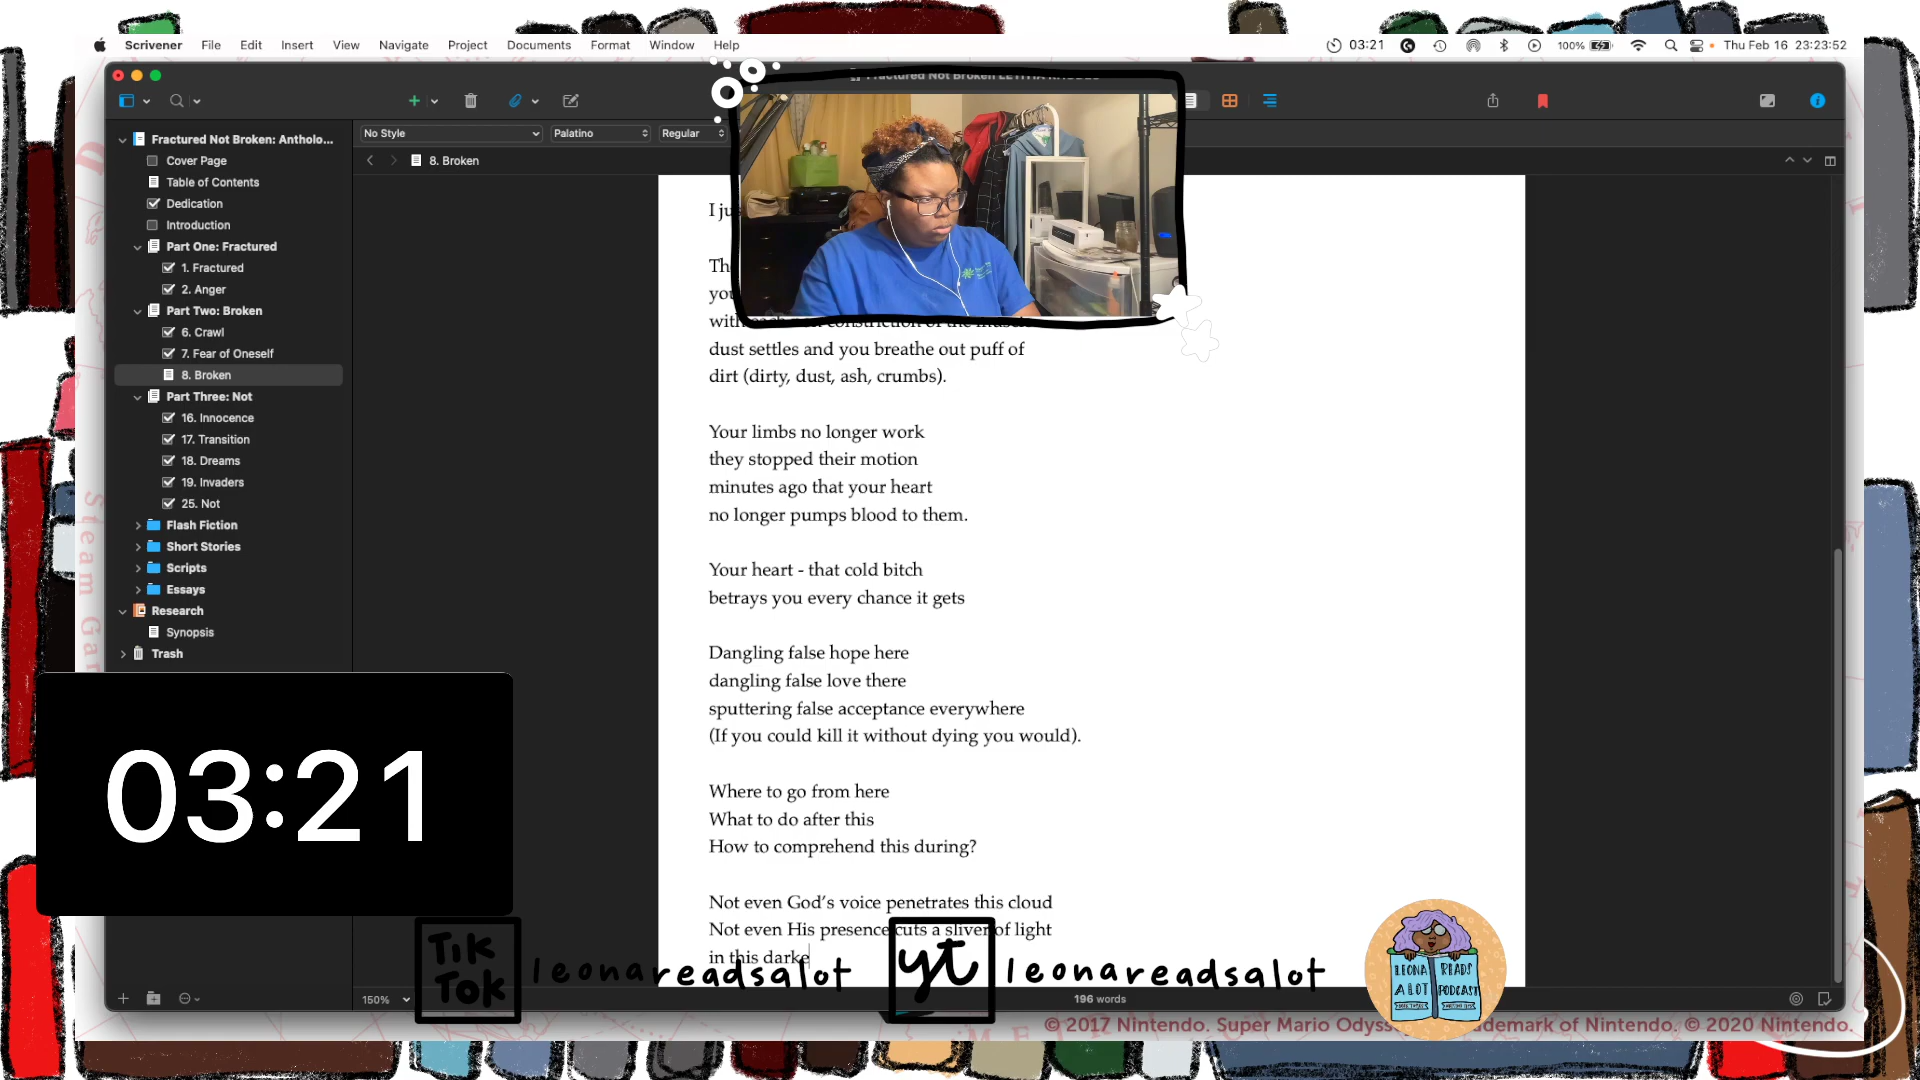 Scrivener File Edit Insert View Navigate Project Documents Format Window Help
03:21 100% Thu Feb 16 23:23:52
No Style Palatino Regular
8. Broken
Fractured Not Broken: Antholo...
Cover Page
Table of Contents
Dedication
Introduction
Part One: Fractured
1. Fractured
2. Anger
Part Two: Broken
6. Crawl
7. Fear of Oneself
8. Broken
Part Three: Not
16. Innocence
17. Transition
18. Dreams
19. Invaders
25. Not
Flash Fiction
Short Stories
Scripts
Essays
Research
Synopsis
Trash
03:21
dust settles and you breathe out puff of
dirt (dirty, dust, ash, crumbs).
Your limbs no longer work
they stopped their motion
minutes ago that your heart
no longer pumps blood to them.
Your heart - that cold bitch
betrays you every chance it gets
Dangling false hope here
dangling false love there
sputtering false acceptance everywhere
(If you could kill it without dying you would).
Where to go from here
What to do after this
How to comprehend this during?
Not even God's voice penetrates this cloud
Not even His presence cuts a sliver of light
in this darke
150%
196 words
TikTok leonareadsalot yt leonareadsalot
LEONA READS
A LOT PODCAST
© 2017 Nintendo. Super Mario Odyss
demark of Nintendo. © 2020 Nintendo.